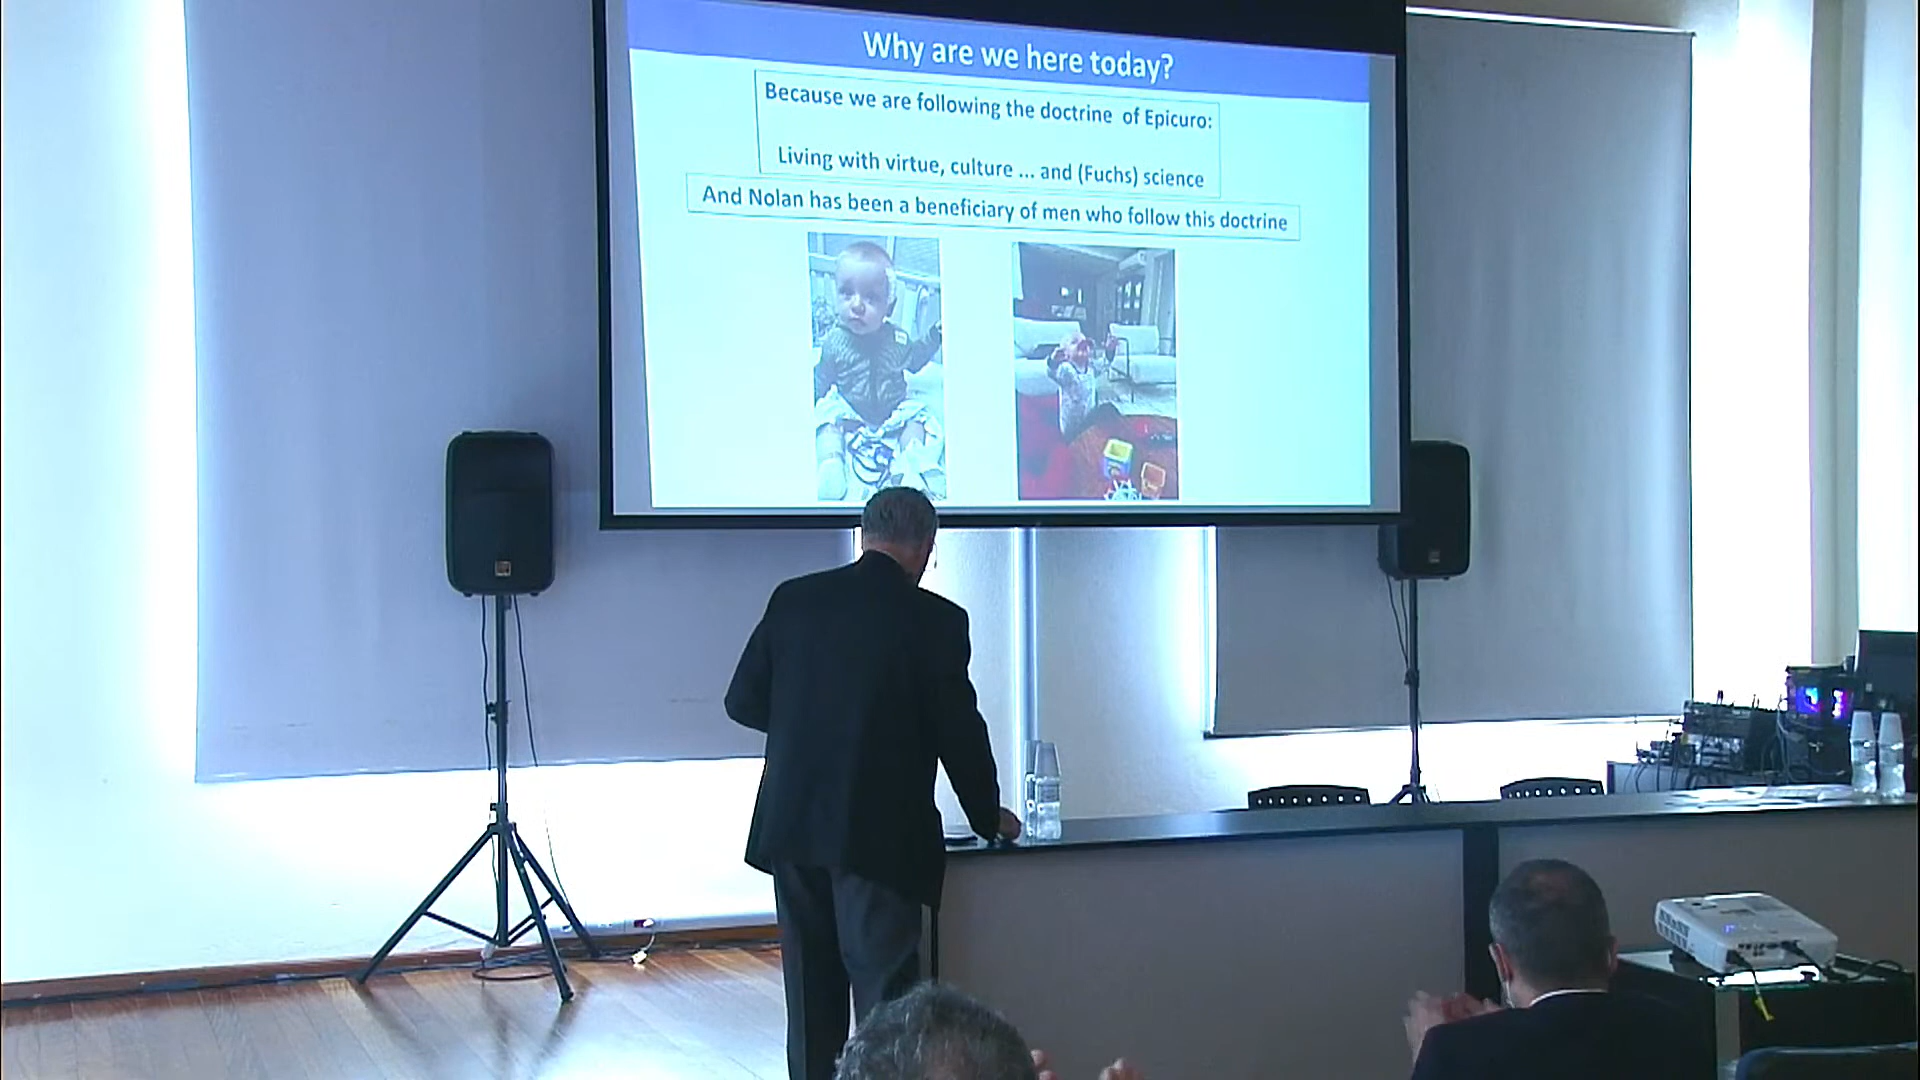 Why are we here today?
Because we are following the doctrine of Epicuro:
Living with virtue, culture ... and (Fuchs) science
And Nolan has been a beneficiary of men who follow this doctrine